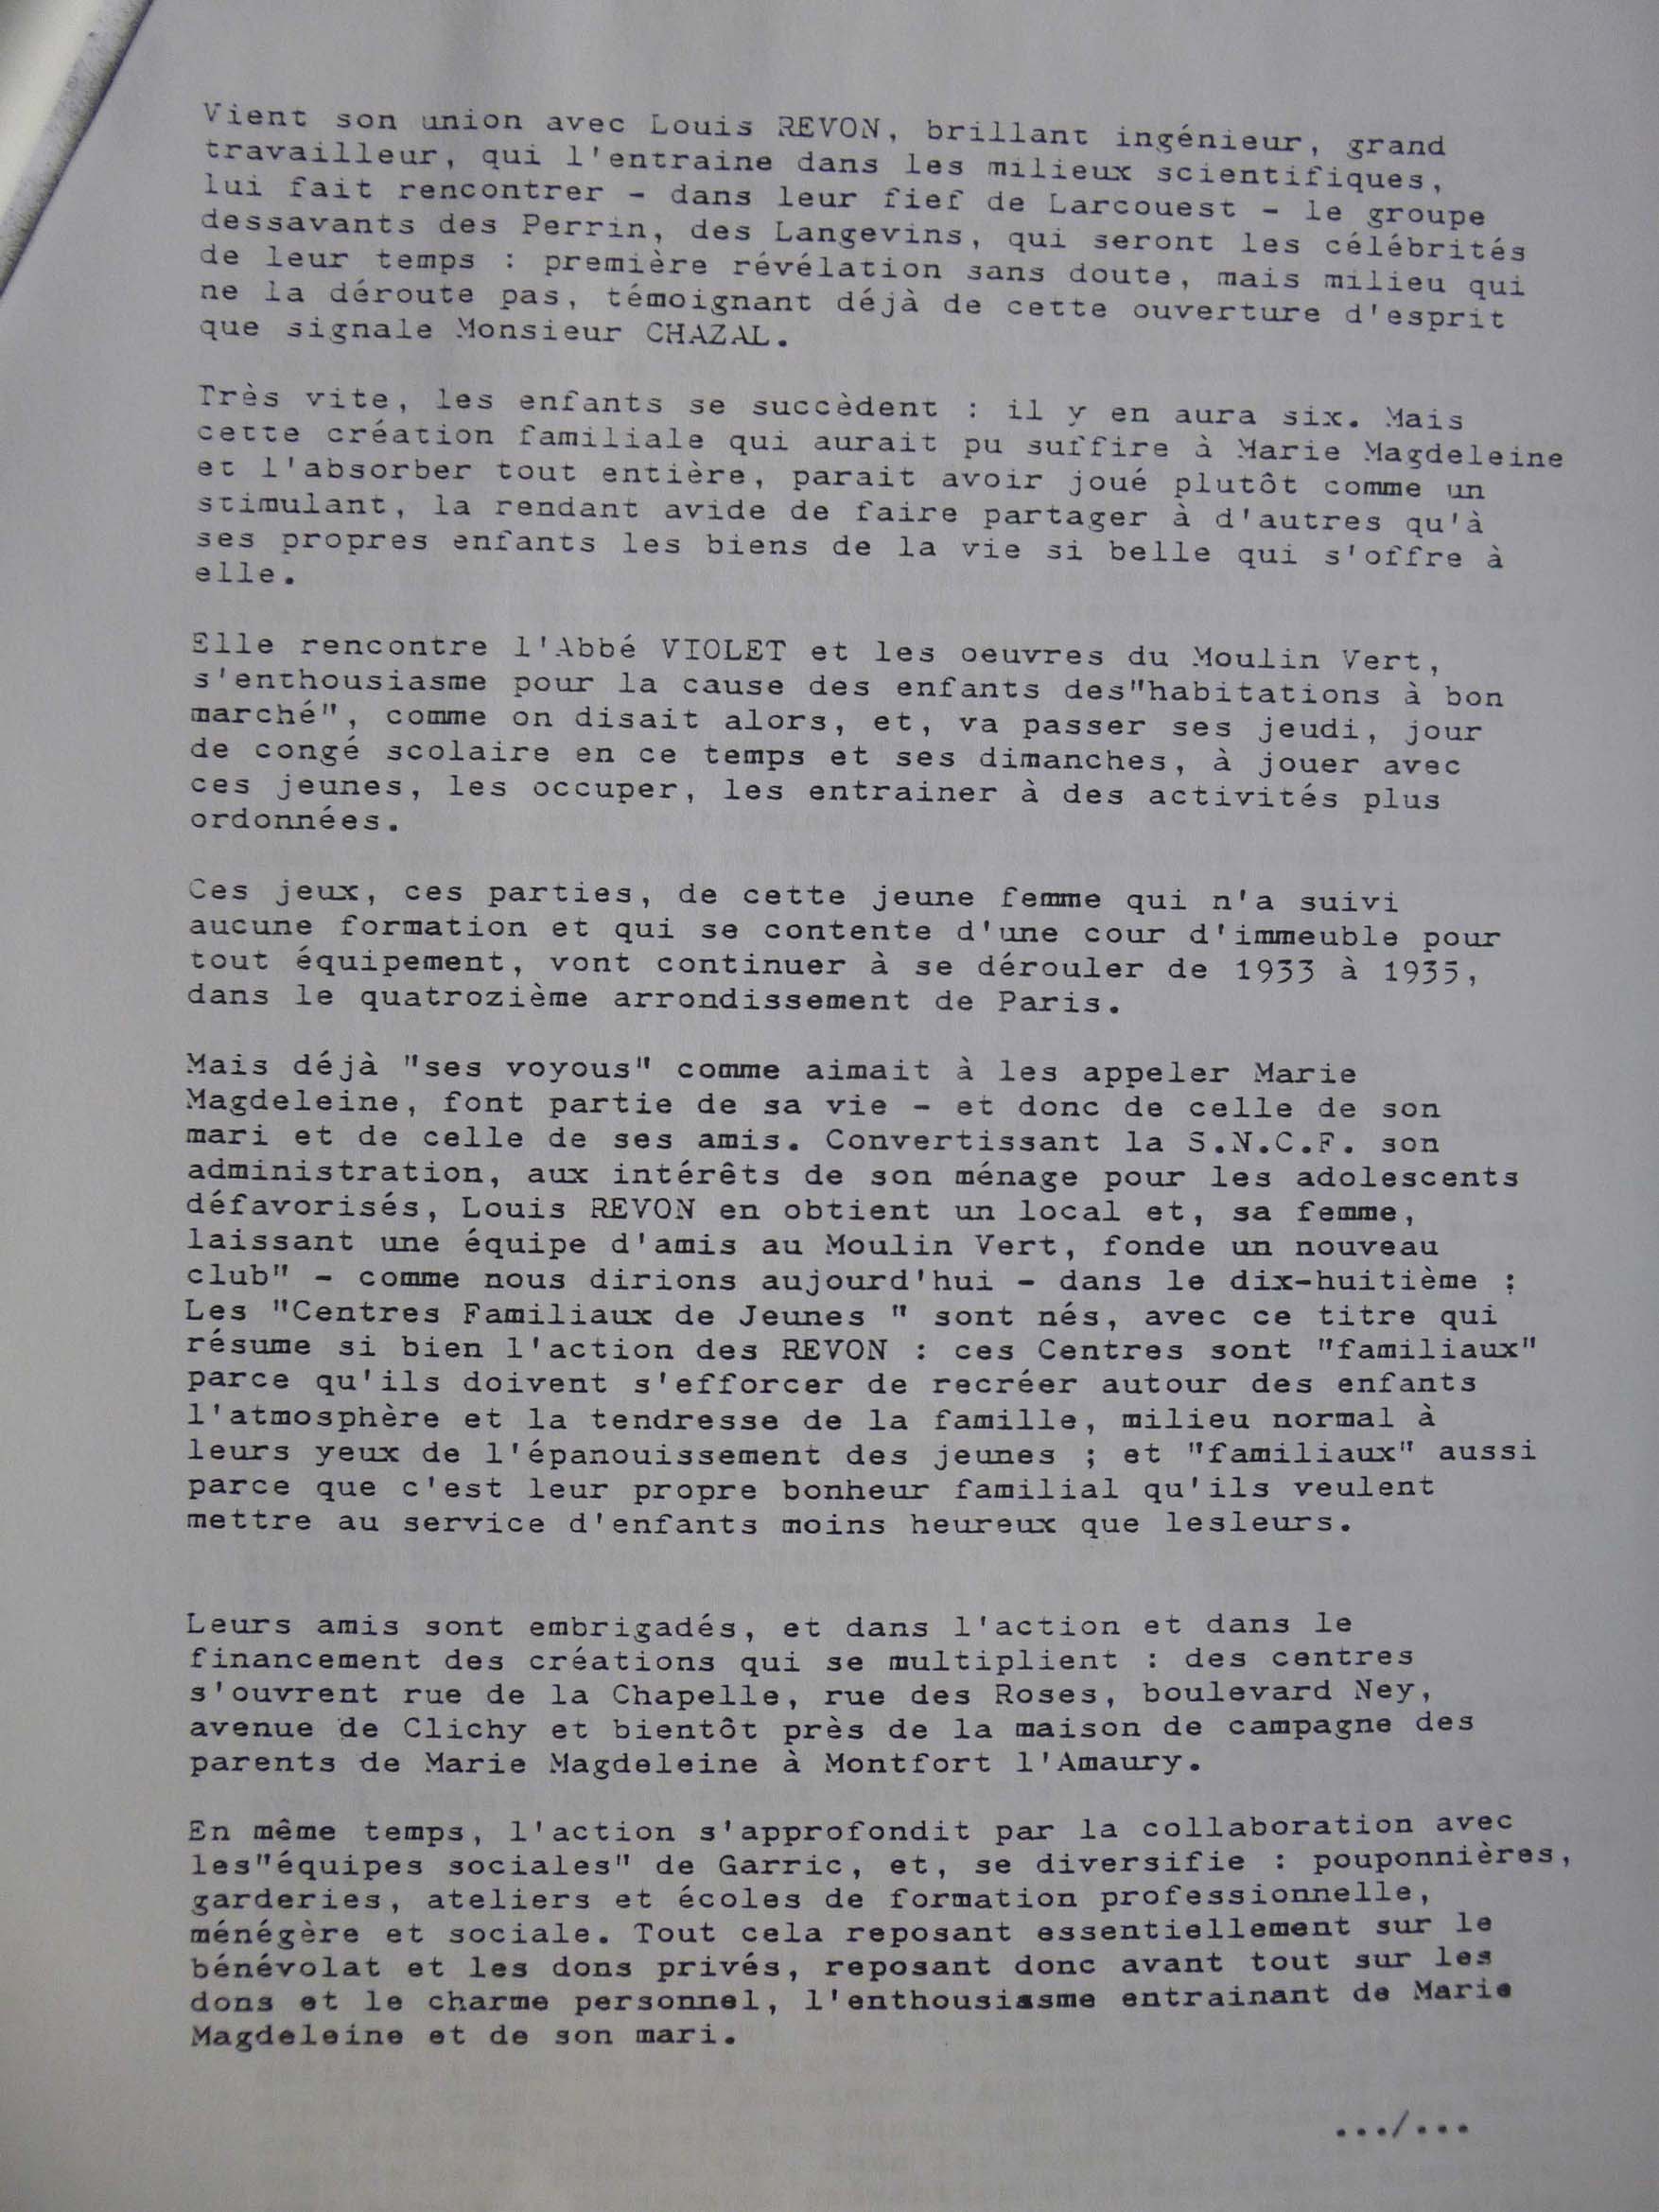 Vient son union avec Louis REVON, brillant ingénieur, grand
travailleur, qui l'entraine dans les milieux scientifiques,
lui fait rencontrer - dans leur fief de Larcouest - le groupe
dessavants des Perrin, des Langevins, qui seront les célébrités
de leur temps : première révélation sans doute, mais milieu qui
ne la déroute pas, témoignant déjà de cette ouverture d'esprit
que signale Monsieur CHAZAL.
Très vite, les enfants se succèdent : il y en aura six. Mais
cette création familiale qui aurait pu suffire à Marie Magdeleine
et l'absorber tout entière, parait avoir joué plutôt comme un
stimulant, la rendant avide de faire partager à d'autres qu'à
ses propres enfants les biens de la vie si belle qui s'offre à
elle.
Elle rencontre l'Abbé VIOLET et les oeuvres du Moulin Vert,
s'enthousiasme pour la cause des enfants des"habitations à bon
marché", comme on disait alors, et, va passer ses jeudi, jour
de congé scolaire en ce temps et ses dimanches, à jouer avec
ces jeunes, les occuper, les entrainer à des activités plus
ordonnées.
Ces jeux, ces parties, de cette jeune femme qui n'a suivi
aucune formation et qui se contente d'une cour d'immeuble pour
tout équipement, vont continuer à se dérouler de 1933 à 1935,
dans le quatrozième arrondissement de Paris.
Mais déjà "ses voyous" comme aimait à les appeler Marie
Magdeleine, font partie de sa vie - et donc de celle de son
mari et de celle de ses amis. Convertissant la S.N.C.F. son
administration, aux intérêts de son ménage pour les adolescents
défavorisés, Louis REVON en obtient un local et, sa femme,
laissant une équipe d'amis au Moulin Vert, fonde un nouveau
club" - comme nous dirions aujourd'hui - dans le dix-huitième :
Les "Centres Familiaux de Jeunes " sont nés, avec ce titre qui
résume si bien l'action des REVON : ces Centres sont "familiaux"
parce qu'ils doivent s'efforcer de recréer autour des enfants
l'atmosphère et la tendresse de la famille, milieu normal à
leurs yeux de l'épanouissement des jeunes ; et "familiaux" aussi
parce que c'est leur propre bonheur familial qu'ils veulent
mettre au service d'enfants moins heureux que lesleurs.
Leurs amis sont embrigadés, et dans l'action et dans le
financement des créations qui se multiplient : des centres
s'ouvrent rue de la Chapelle, rue des Roses, boulevard Ney,
avenue de Clichy et bientôt près de la maison de campagne des
parents de Marie Magdeleine à Montfort l'Amaury.
En même temps, l'action s'approfondit par la collaboration avec
les"équipes sociales" de Garric, et, se diversifie : pouponnières,
garderies, ateliers et écoles de formation professionnelle,
ménégère et sociale. Tout cela reposant essentiellement sur le
bénévolat et les dons privés, reposant donc avant tout sur les
dons et le charme personnel, l'enthousiasme entrainant de Marie
Magdeleine et de son mari.
.../...